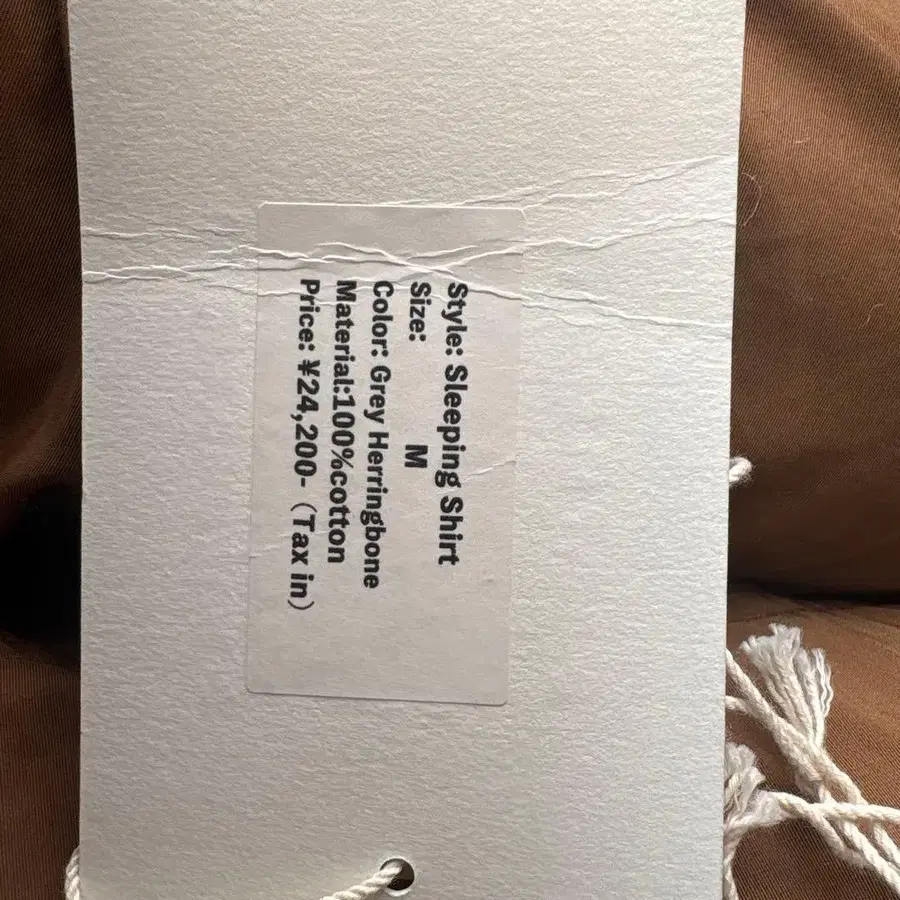 Style: Sleeping Shirt
Size: M
Color: Grey Herringbone
Material:100%cotton
Price: ¥24,200-（Tax in）